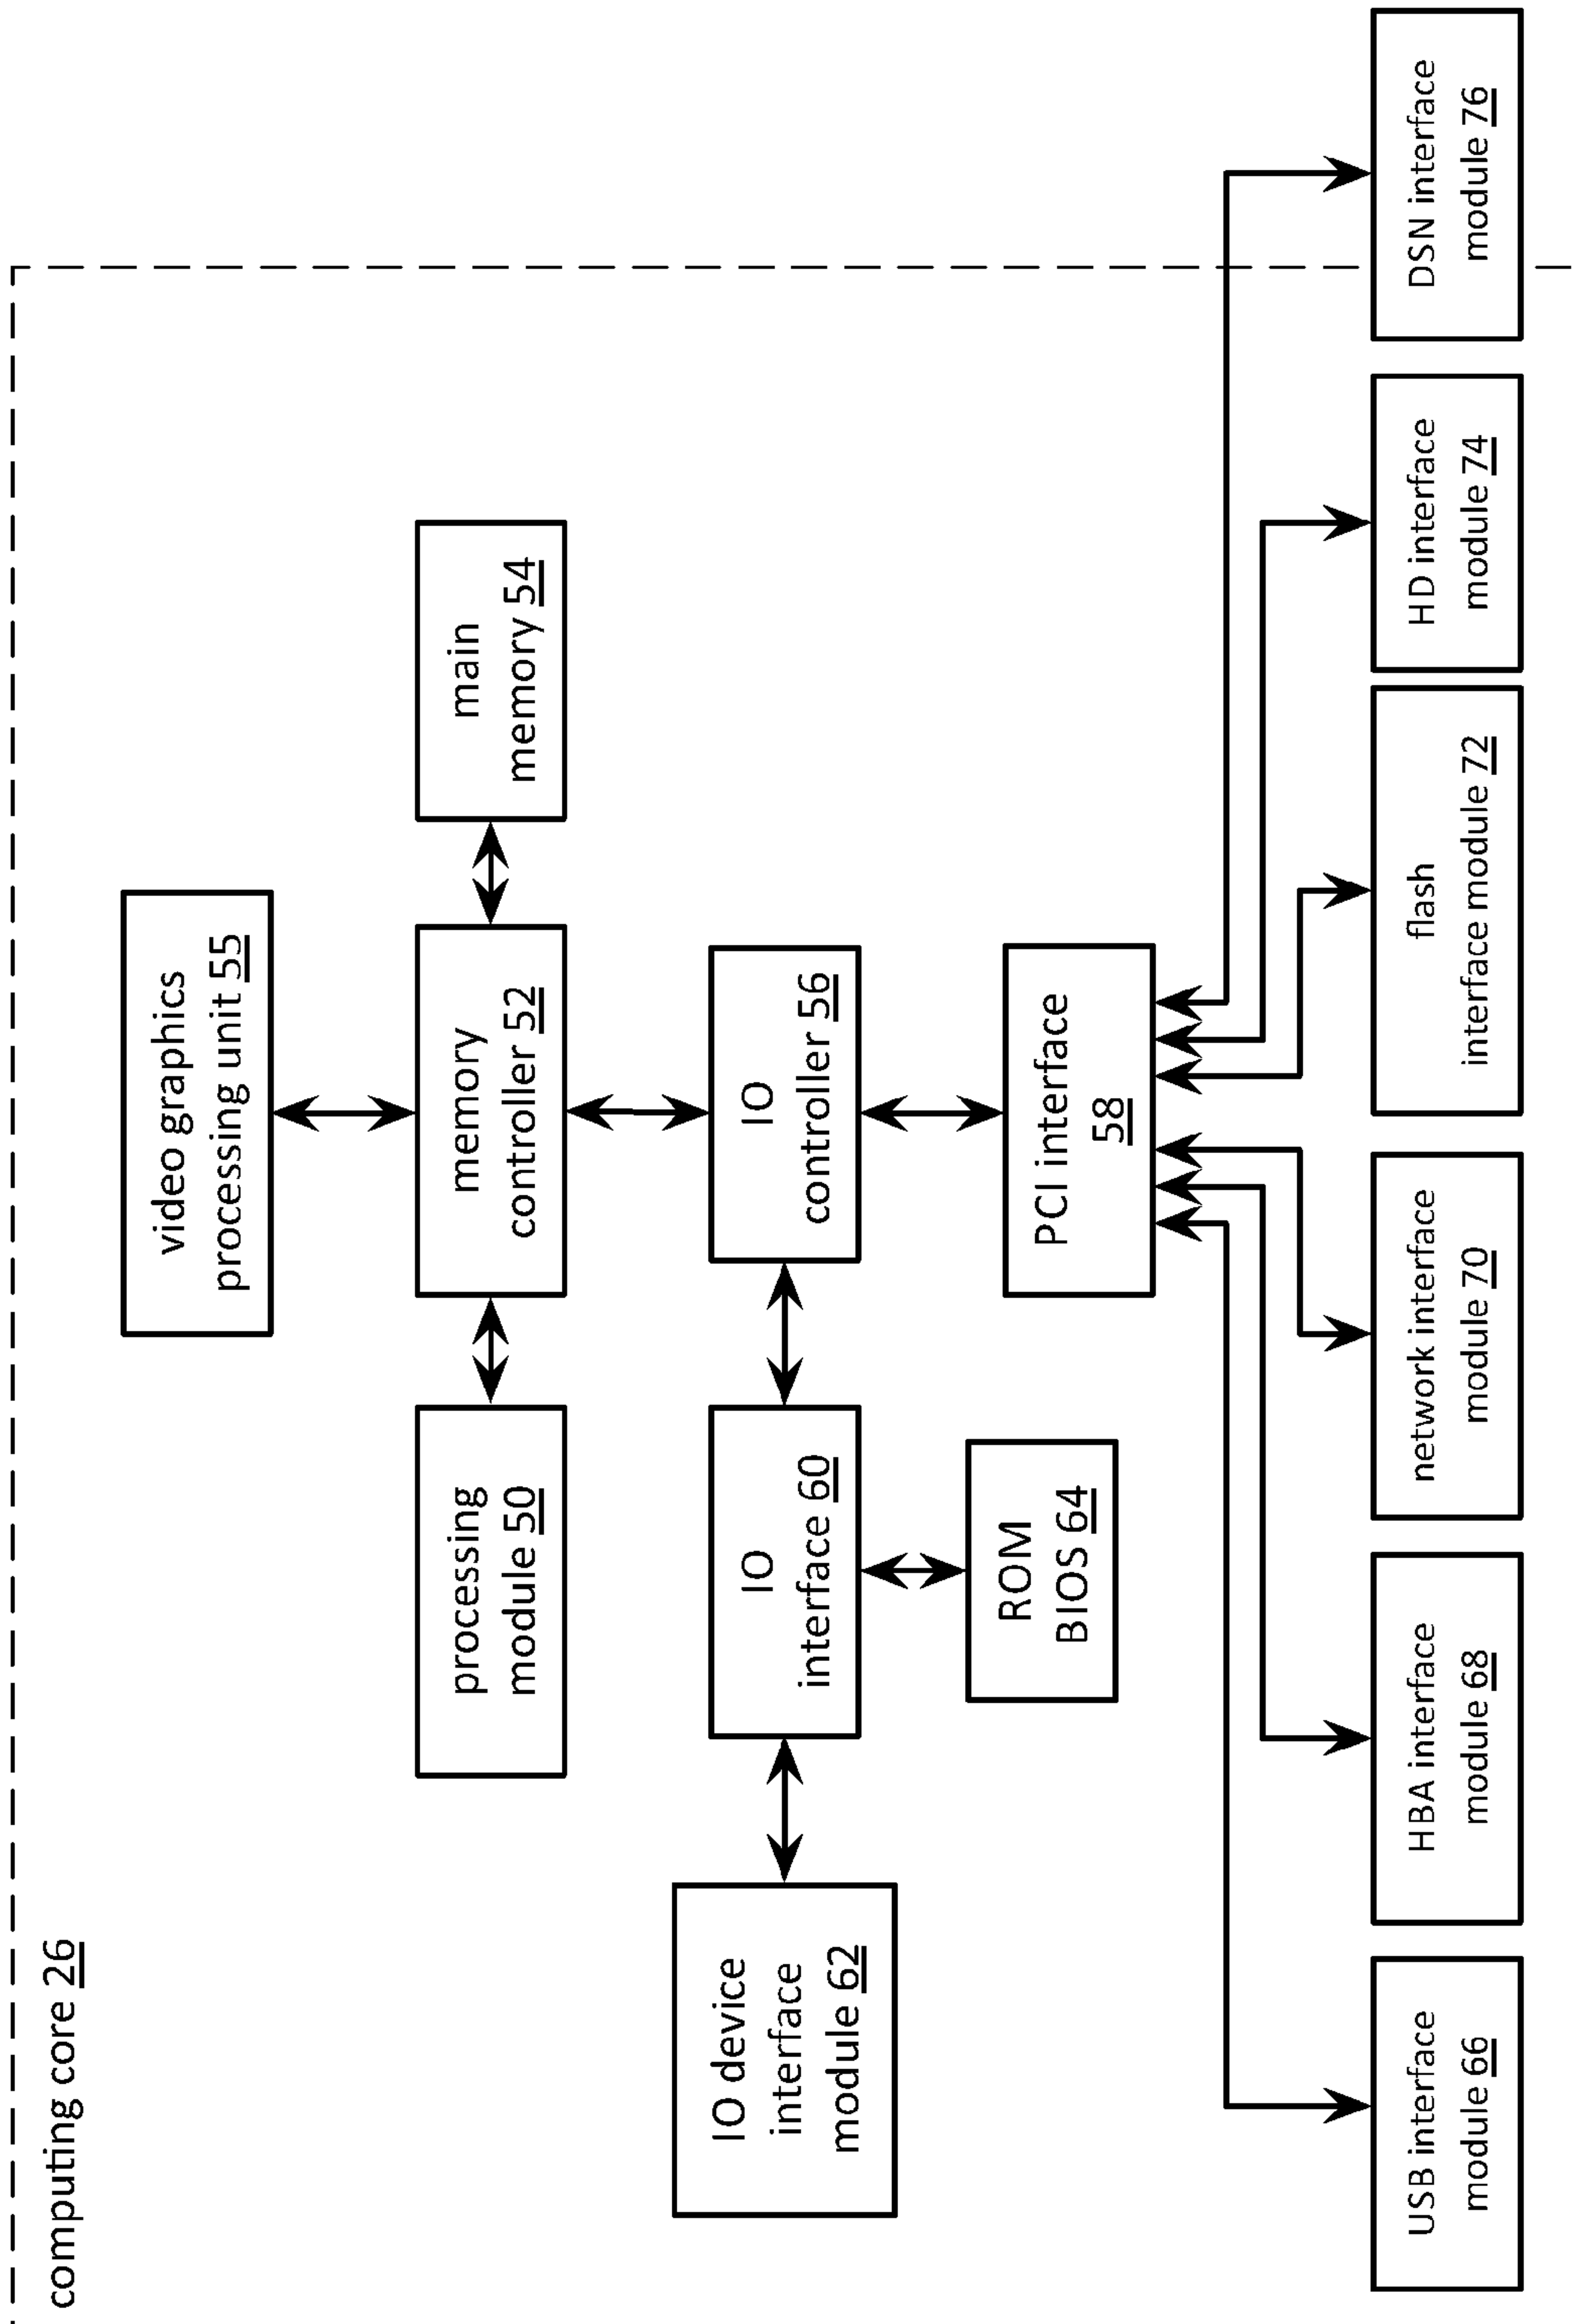 computing core 26
video graphics
processing unit 55
processing
module 50
memory
controller 52
main
memory 54
IO device
interface
module 62
IO
interface 60
IO
controller 56
ROM
BIOS 64
PCI interface
58
USB interface
module 66
HBA interface
module 68
network interface
module 70
flash
interface module 72
HD interface
module 74
DSN interface
module 76